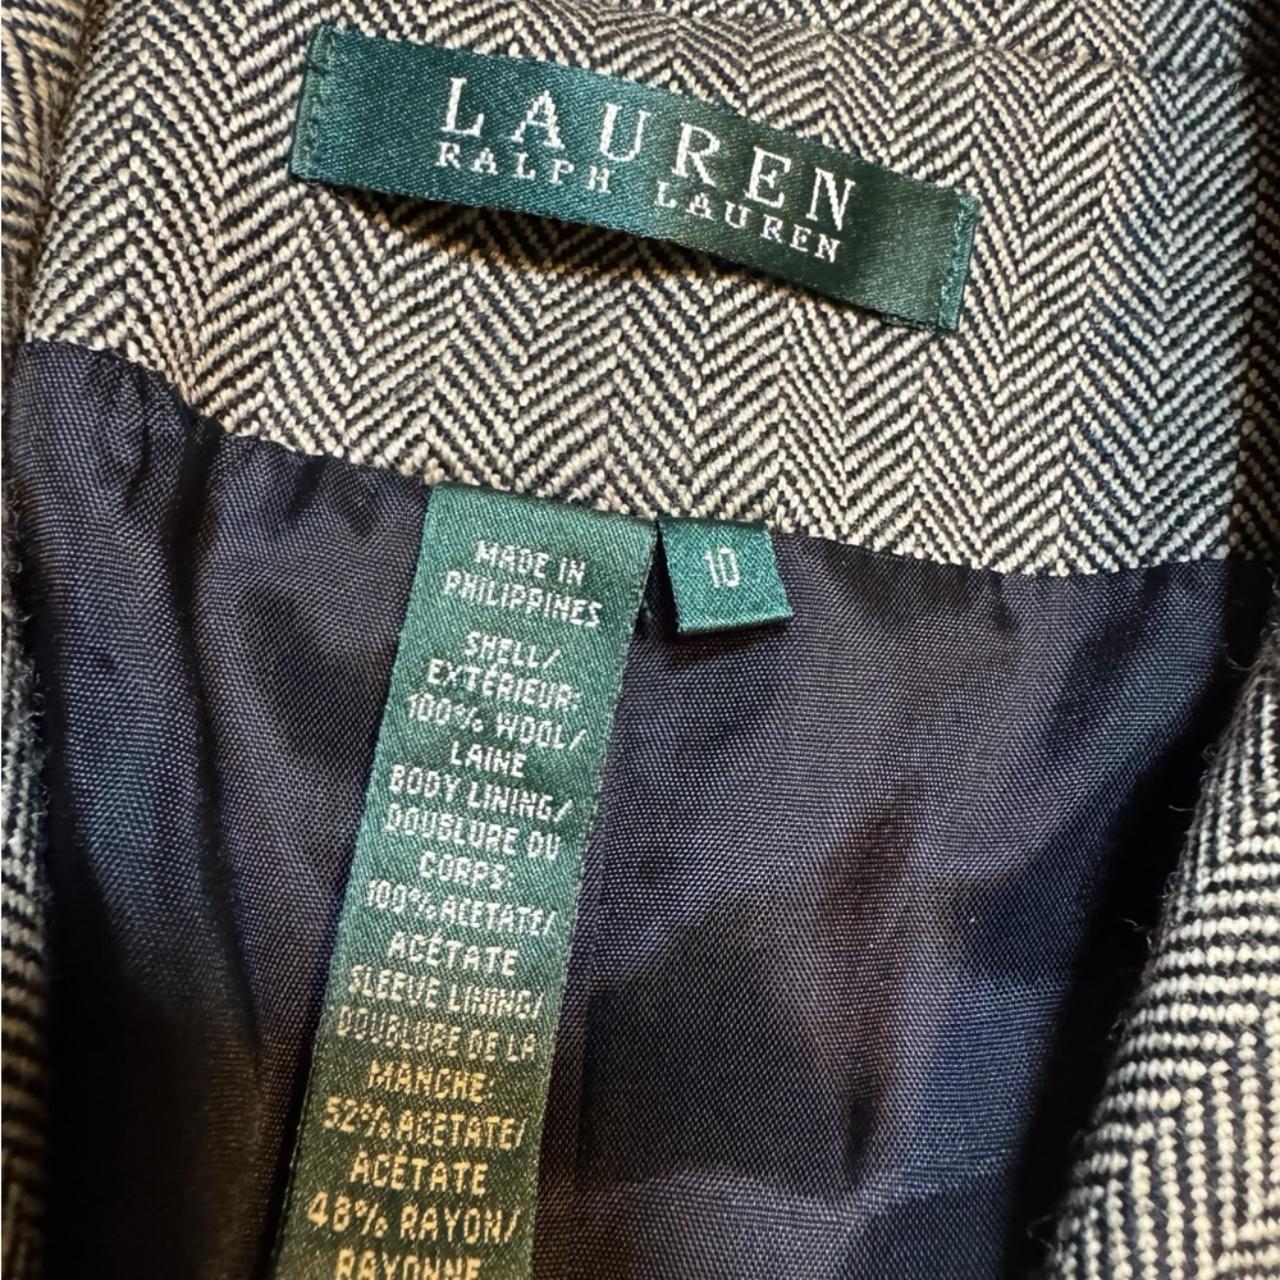 LAUREN
RALPH LAUREN
10
MADE IN
PHILIPPINES
SHELL/
EXTÉRIEUR:
100% WOOL/
LAINE
BODY LINING/
DOUBLURE DU
CORPS:
100% ACETATE/
ACÉTATE
SLEEVE LINING/
DOUBLURE DE LA
MANCHE:
52% ACETATE/
ACÉTATE
48% RAYON/
RAYONNE